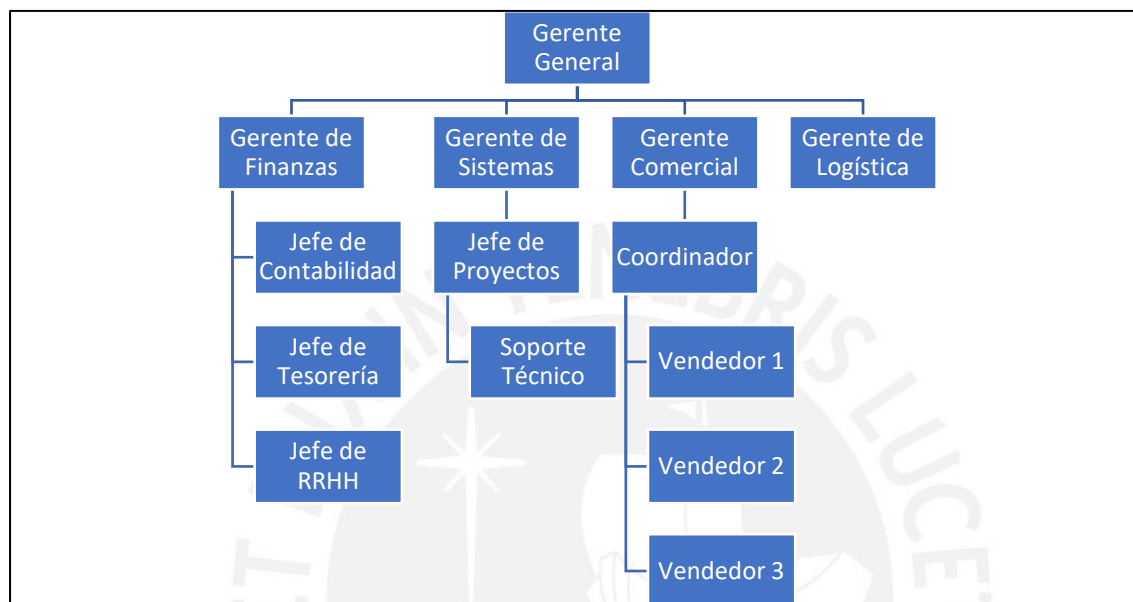 Gerente
General
Gerente de
Finanzas
Gerente de
Sistemas
Gerente
Comercial
Gerente de
Logística
Jefe de
Contabilidad
Jefe de
Proyectos
Coordinador
Jefe de
Tesorería
Soporte
Técnico
Vendedor 1
Jefe de
RRHH
Vendedor 2
Vendedor 3